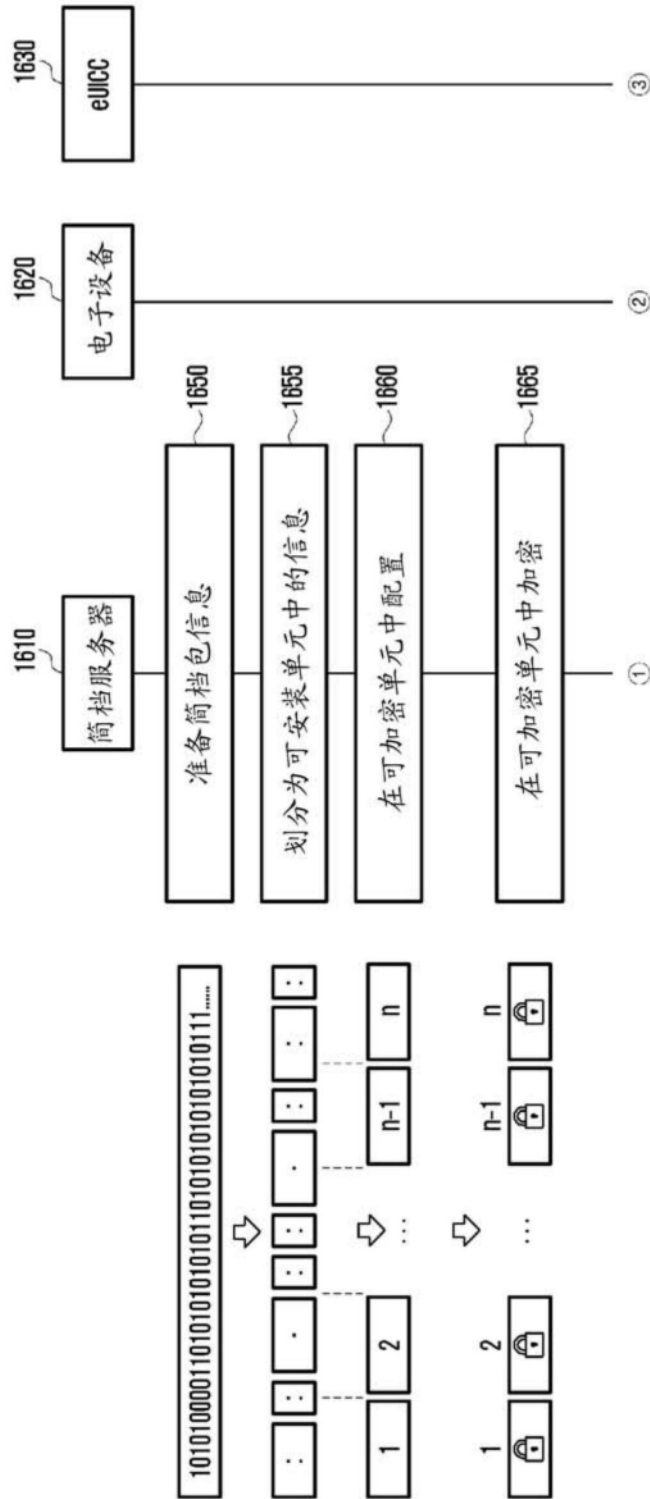 1610
1620
1630
简档服务器
电子设备
eUICC
准备简档包信息
1650
划分为可安装单元中的信息
1655
1
2
...
n-1
n
在可加密单元中配置
1660
1
2
...
n-1
n
在可加密单元中加密
1665
①
②
③